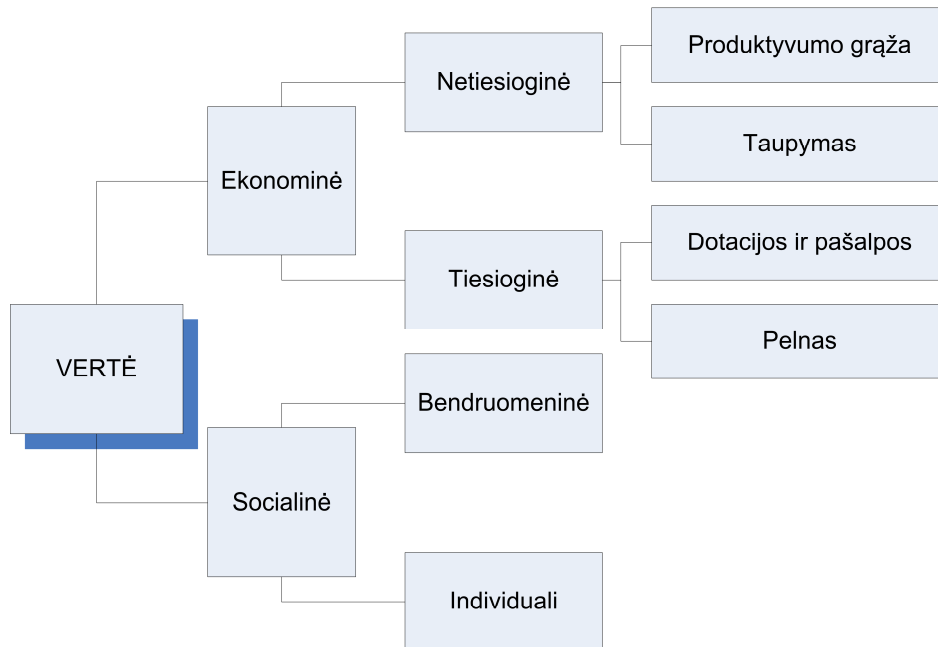 Produktyvumo grąža
Netiesioginė
Taupymas
Ekonominė
Dotacijos ir pašalpos
Tiesioginė
Pelnas
VERTĖ
Bendruomeninė
Socialinė
Individuali